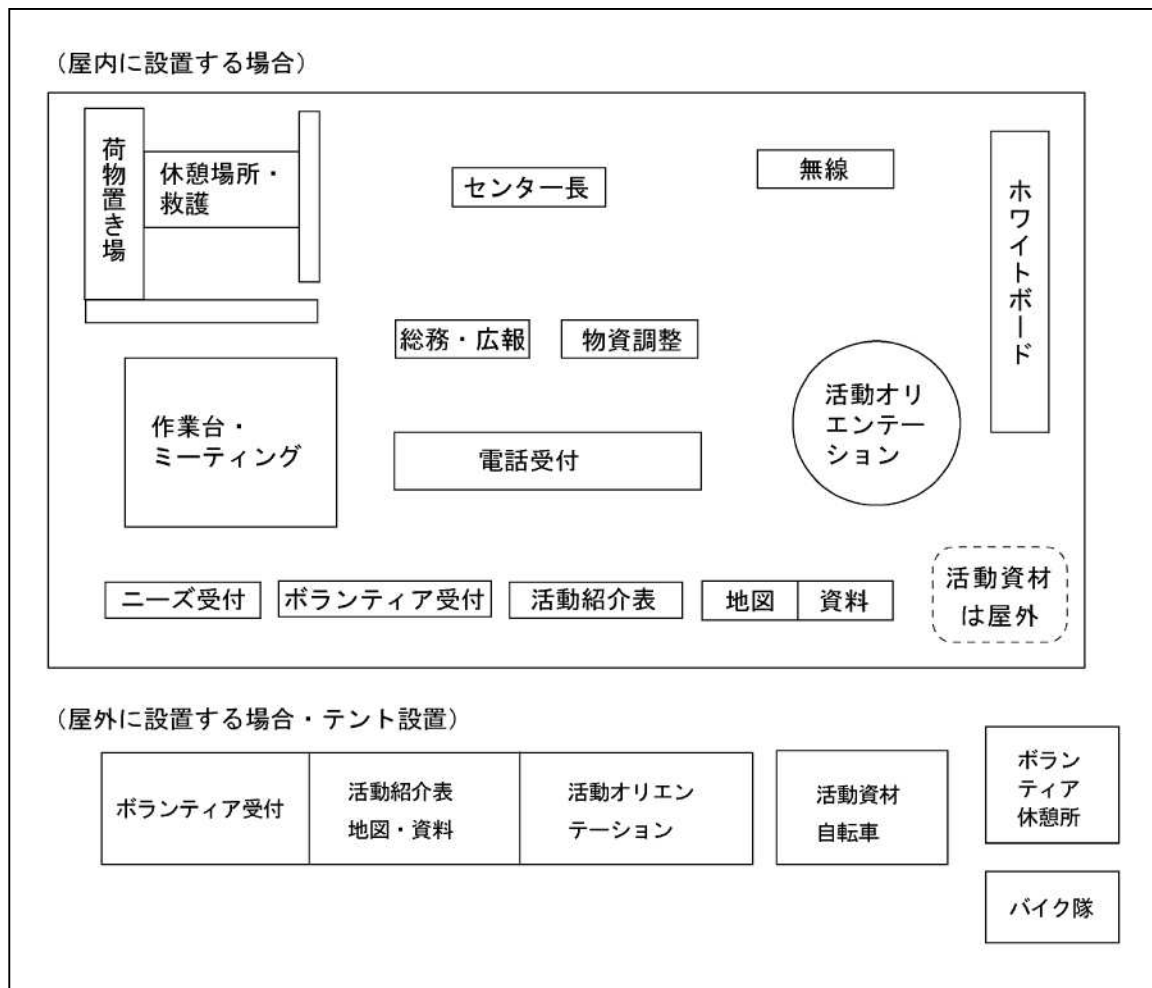 （屋内に設置する場合）
荷物置き場
休憩場所・
救護
センター長
無線
ホワイトボード
総務・広報
物資調整
作業台・
ミーティング
電話受付
活動オリ
エンテー
ション
ニーズ受付
ボランティア受付
活動紹介表
地図
資料
活動資材
は屋外
（屋外に設置する場合・テント設置）
ボランティア受付
活動紹介表
地図・資料
活動オリエン
テーション
活動資材
自転車
ボラン
ティア
休憩所
バイク隊